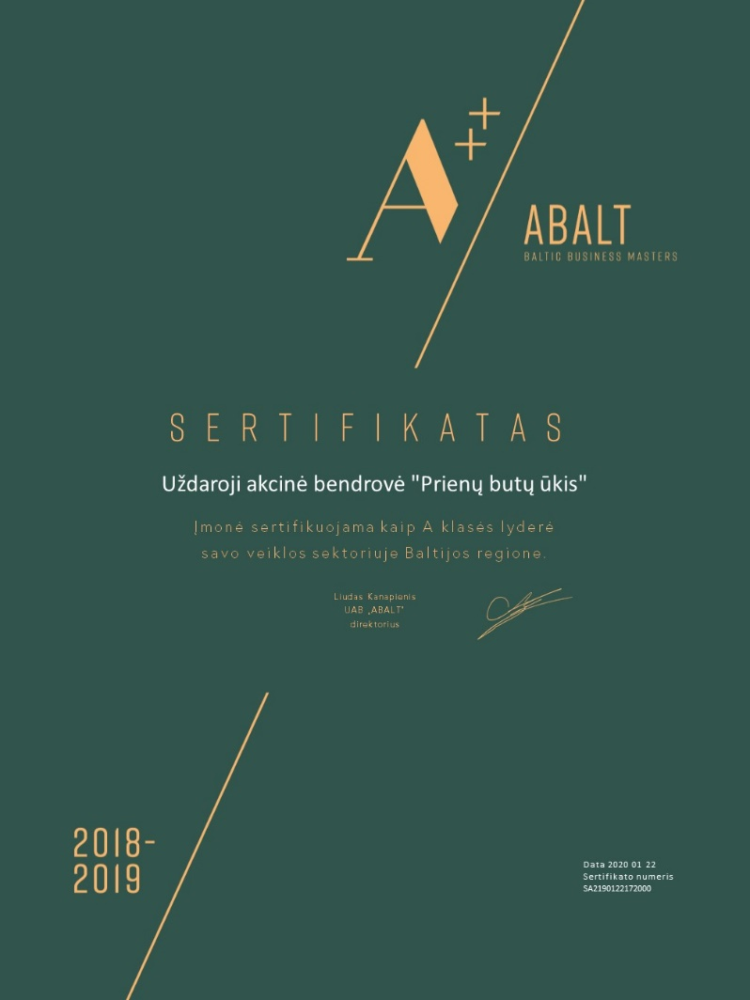 A++
ABALT
BALTIC BUSINESS MASTERS
SERTIFIKATAS
Uždaroji akcinė bendrovė "Prienų butų ūkis"
Įmonė sertifikuojama kaip A klasės lyderė
savo veiklos sektoriuje Baltijos regione.
Liudas Kanapienis
UAB „ABALT“
direktorius
2018-
2019
Data 2020 01 22
Sertifikato numeris
SA2190122172000